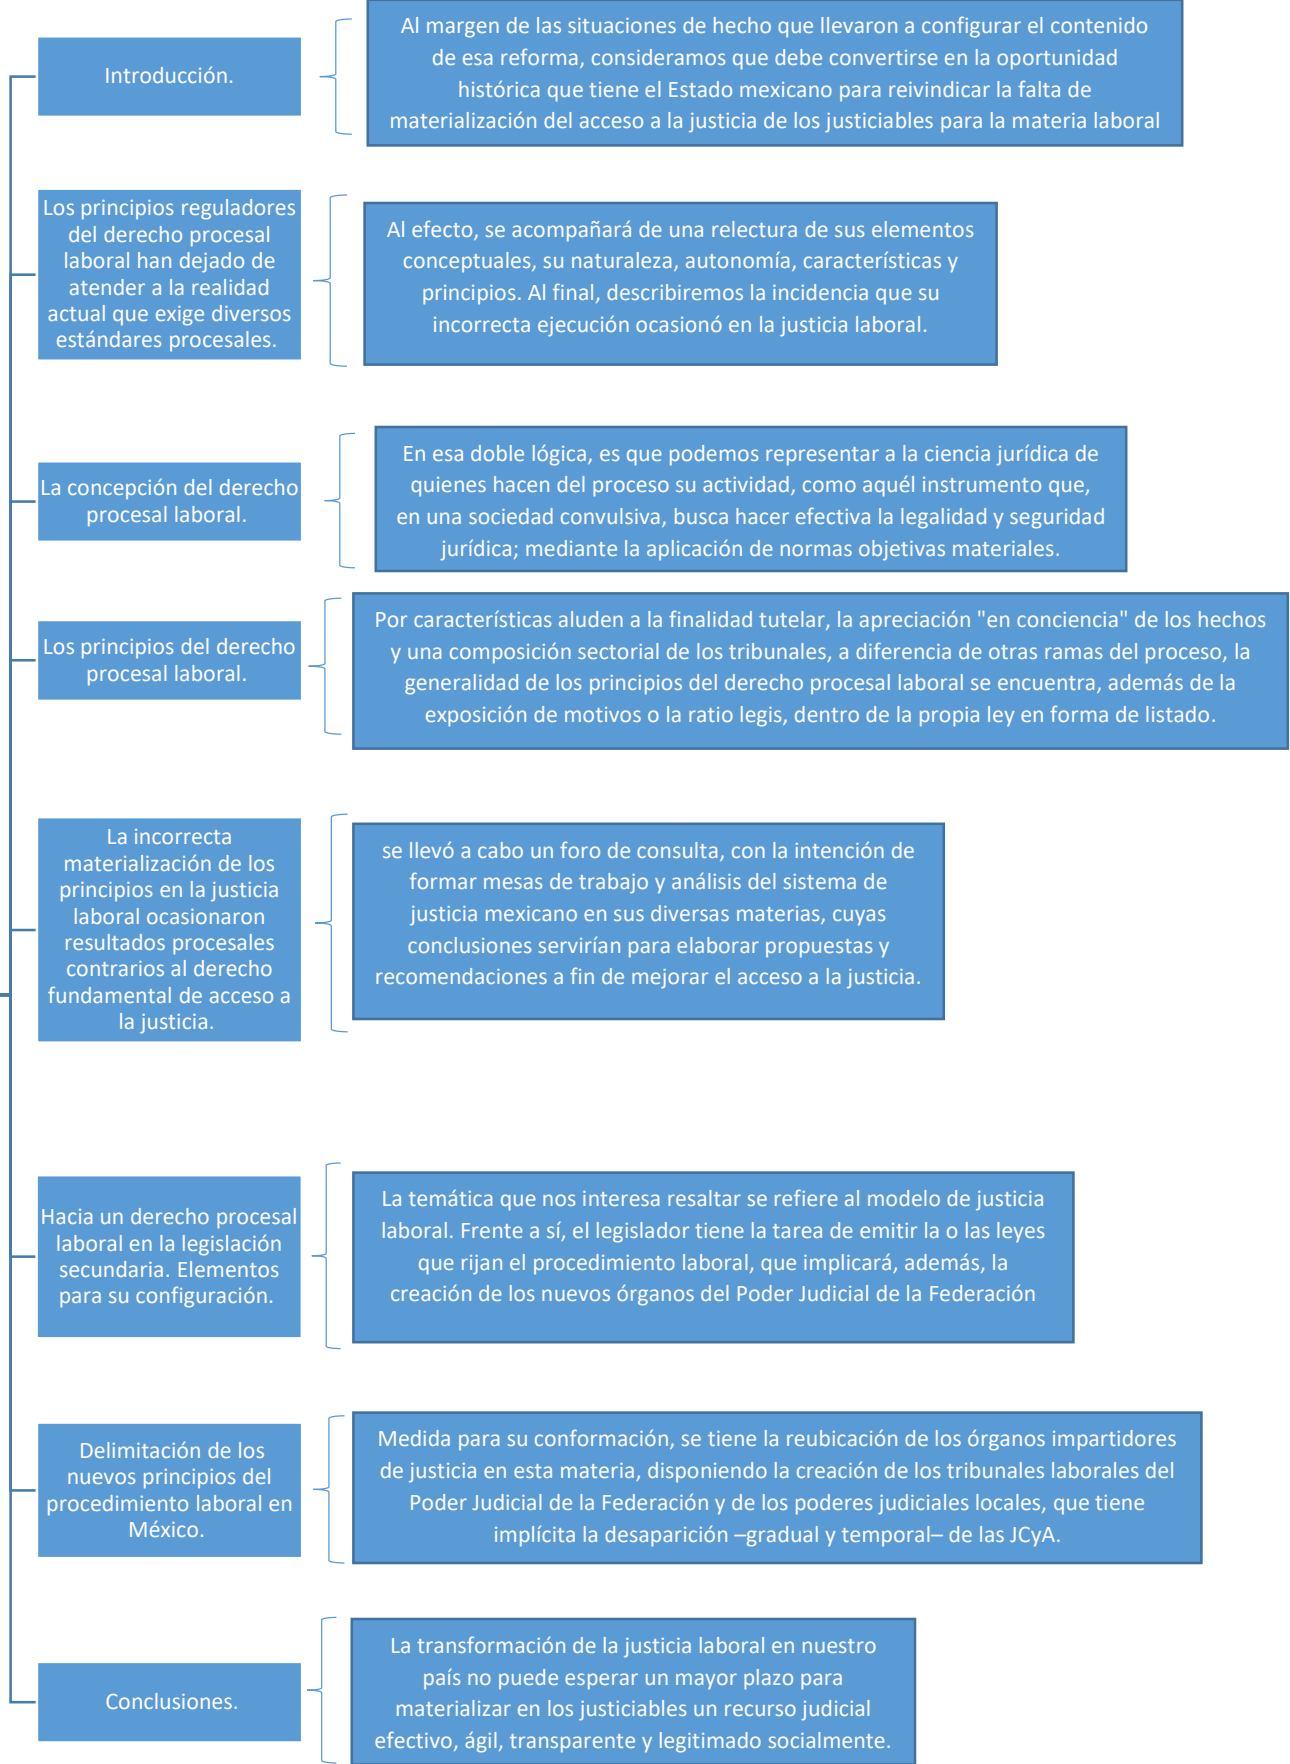 Introducción.
Al margen de las situaciones de hecho que llevaron a configurar el contenido
de esa reforma, consideramos que debe convertirse en la oportunidad
histórica que tiene el Estado mexicano para reivindicar la falta de
materialización del acceso a la justicia de los justiciables para la materia laboral
Los principios reguladores
del derecho procesal
laboral han dejado de
atender a la realidad
actual que exige diversos
estándares procesales.
Al efecto, se acompañará de una relectura de sus elementos
conceptuales, su naturaleza, autonomía, características y
principios. Al final, describiremos la incidencia que su
incorrecta ejecución ocasionó en la justicia laboral.
La concepción del derecho
procesal laboral.
En esa doble lógica, es que podemos representar a la ciencia jurídica de
quienes hacen del proceso su actividad, como aquél instrumento que,
en una sociedad convulsiva, busca hacer efectiva la legalidad y seguridad
jurídica; mediante la aplicación de normas objetivas materiales.
Los principios del derecho
procesal laboral.
Por características aluden a la finalidad tutelar, la apreciación "en conciencia" de los hechos
y una composición sectorial de los tribunales, a diferencia de otras ramas del proceso, la
generalidad de los principios del derecho procesal laboral se encuentra, además de la
exposición de motivos o la ratio legis, dentro de la propia ley en forma de listado.
La incorrecta
materialización de los
principios en la justicia
laboral ocasionaron
resultados procesales
contrarios al derecho
fundamental de acceso a
la justicia.
se llevó a cabo un foro de consulta, con la intención de
formar mesas de trabajo y análisis del sistema de
justicia mexicano en sus diversas materias, cuyas
conclusiones servirían para elaborar propuestas y
recomendaciones a fin de mejorar el acceso a la justicia.
Hacia un derecho procesal
laboral en la legislación
secundaria. Elementos
para su configuración.
La temática que nos interesa resaltar se refiere al modelo de justicia
laboral. Frente a sí, el legislador tiene la tarea de emitir la o las leyes
que rijan el procedimiento laboral, que implicará, además, la
creación de los nuevos órganos del Poder Judicial de la Federación
Delimitación de los
nuevos principios del
procedimiento laboral en
México.
Medida para su conformación, se tiene la reubicación de los órganos impartidores
de justicia en esta materia, disponiendo la creación de los tribunales laborales del
Poder Judicial de la Federación y de los poderes judiciales locales, que tiene
implícita la desaparición –gradual y temporal– de las JCyA.
Conclusiones.
La transformación de la justicia laboral en nuestro
país no puede esperar un mayor plazo para
materializar en los justiciables un recurso judicial
efectivo, ágil, transparente y legitimado socialmente.